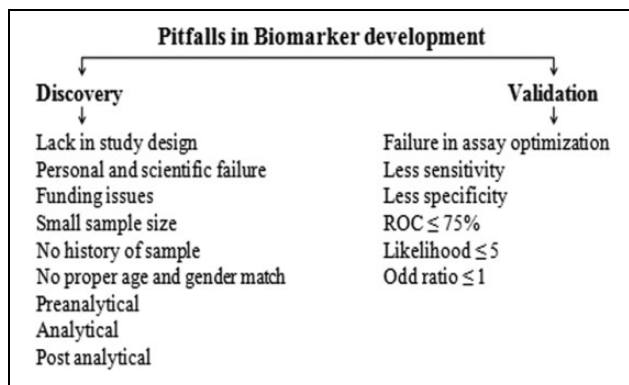 Pitfalls in Biomarker development
Discovery
Lack in study design
Personal and scientific failure
Funding issues
Small sample size
No history of sample
No proper age and gender match
Preanalytical
Analytical
Post analytical
Validation
Failure in assay optimization
Less sensitivity
Less specificity
ROC ≤ 75%
Likelihood ≤ 5
Odd ratio ≤ 1